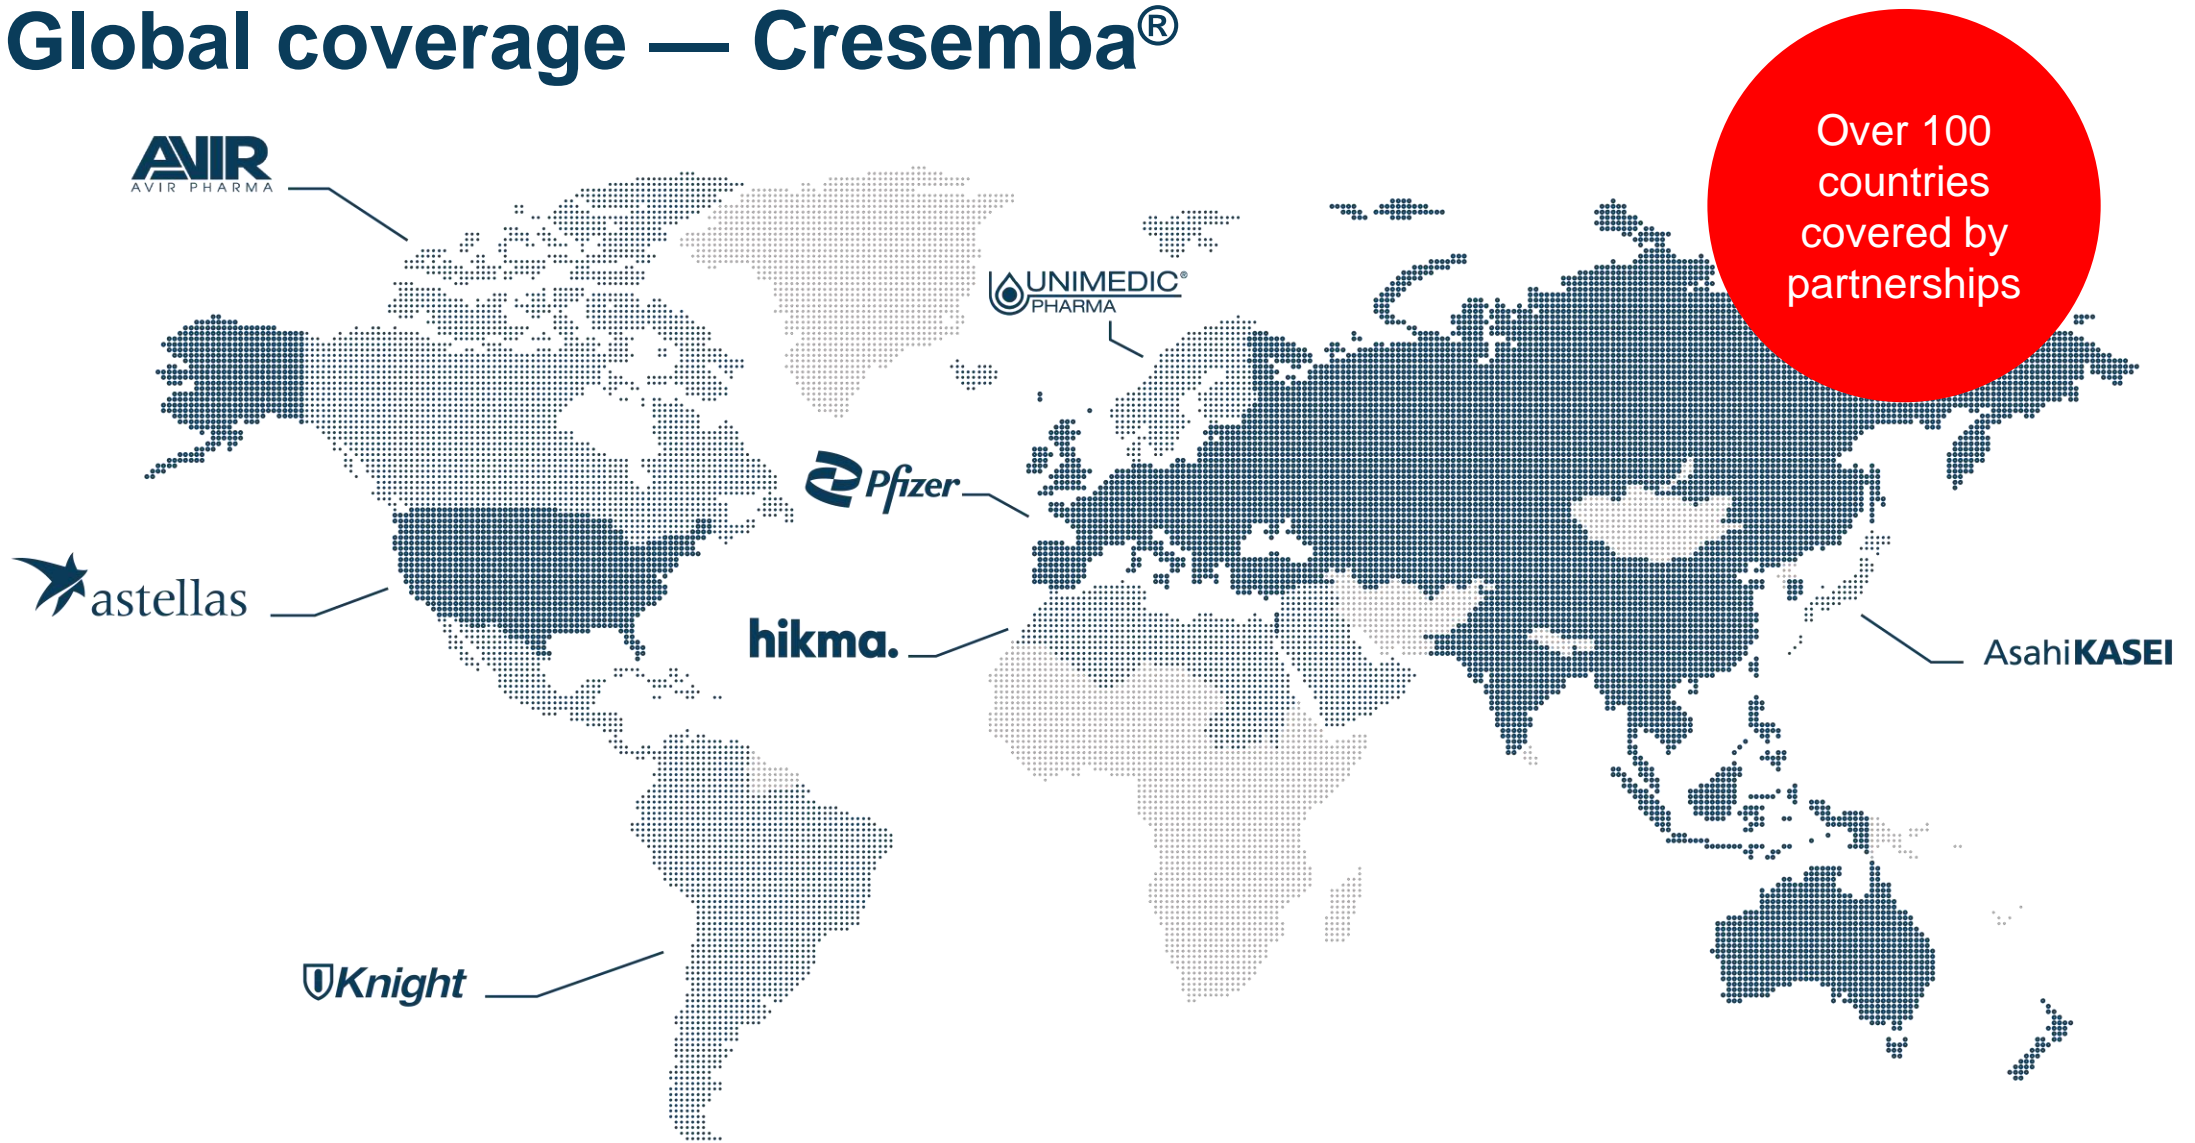 Global coverage — Cresemba®
Over 100
countries
covered by
partnerships
AVIR
AVIR PHARMA
UNIMEDIC®
PHARMA
Pfizer
astellas
hikma.
AsahiKASEI
Knight